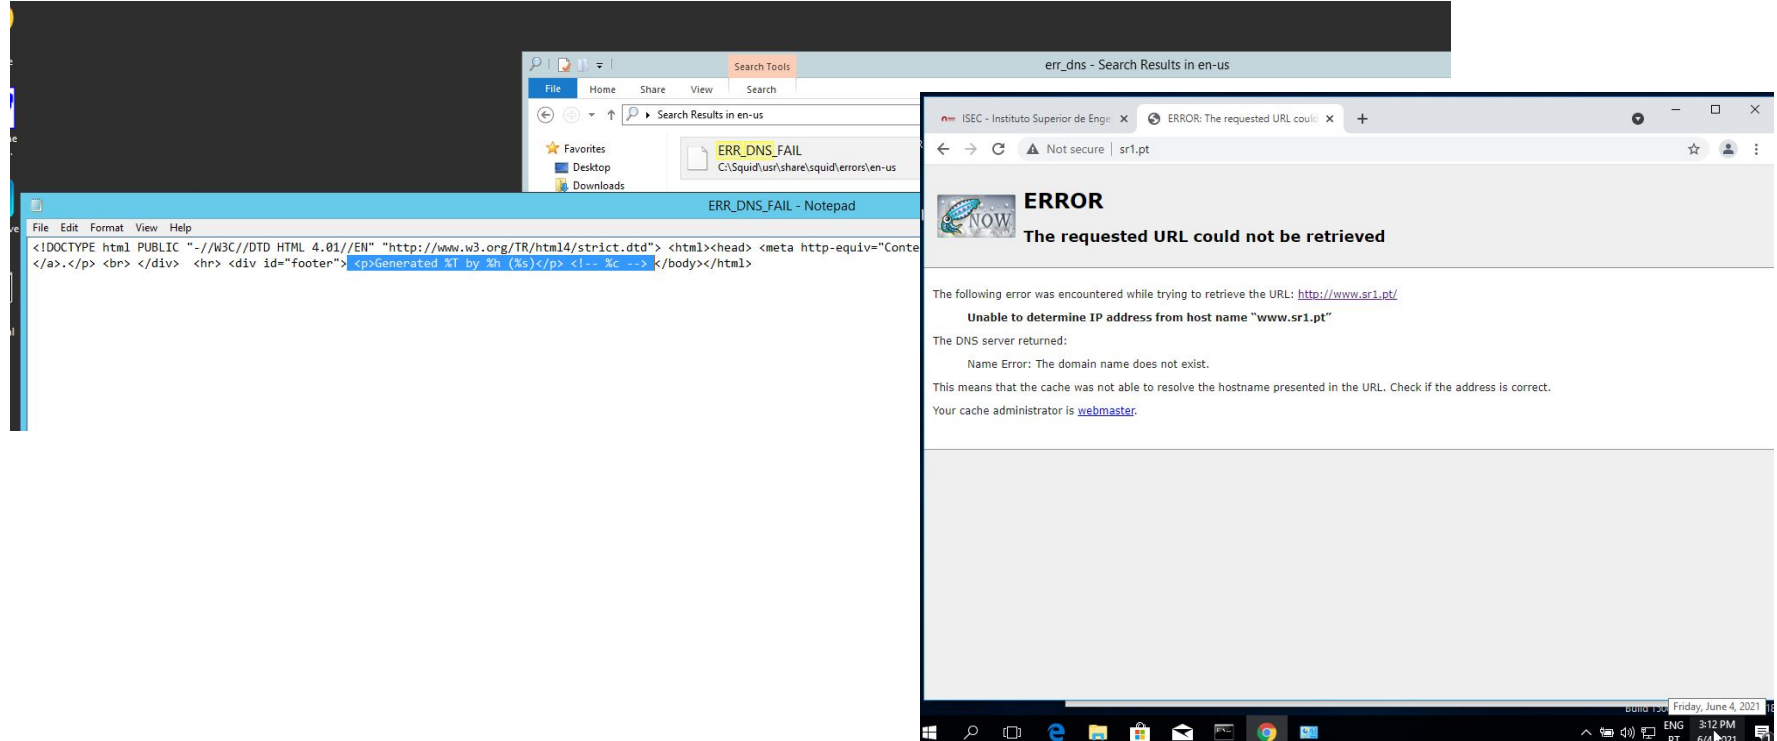 Search Tools
err_dns - Search Results in en-us
File Home Share View Search
Search Results in en-us
Favorites
Desktop
Downloads
ERR_DNS_FAIL
C:\Squid\usr\share\squid\errors\en-us
ERR_DNS_FAIL - Notepad
File Edit Format View Help
<!DOCTYPE html PUBLIC "-//W3C//DTD HTML 4.01//EN" "http://www.w3.org/TR/html4/strict.dtd"> <html><head> <meta http-equiv="Conte
</a>.</p> <br> </div> <hr> <div id="footer"> <p>Generated %T by %h (%s)</p> <!-- %c --> </body></html>
ISEC - Instituto Superior de Enge
ERROR: The requested URL could
Not secure | sr1.pt
NOW
ERROR
The requested URL could not be retrieved
The following error was encountered while trying to retrieve the URL: http://www.sr1.pt/
Unable to determine IP address from host name “www.sr1.pt”
The DNS server returned:
Name Error: The domain name does not exist.
This means that the cache was not able to resolve the hostname presented in the URL. Check if the address is correct.
Your cache administrator is webmaster.
Friday, June 4, 2021
ENG
3:12 PM